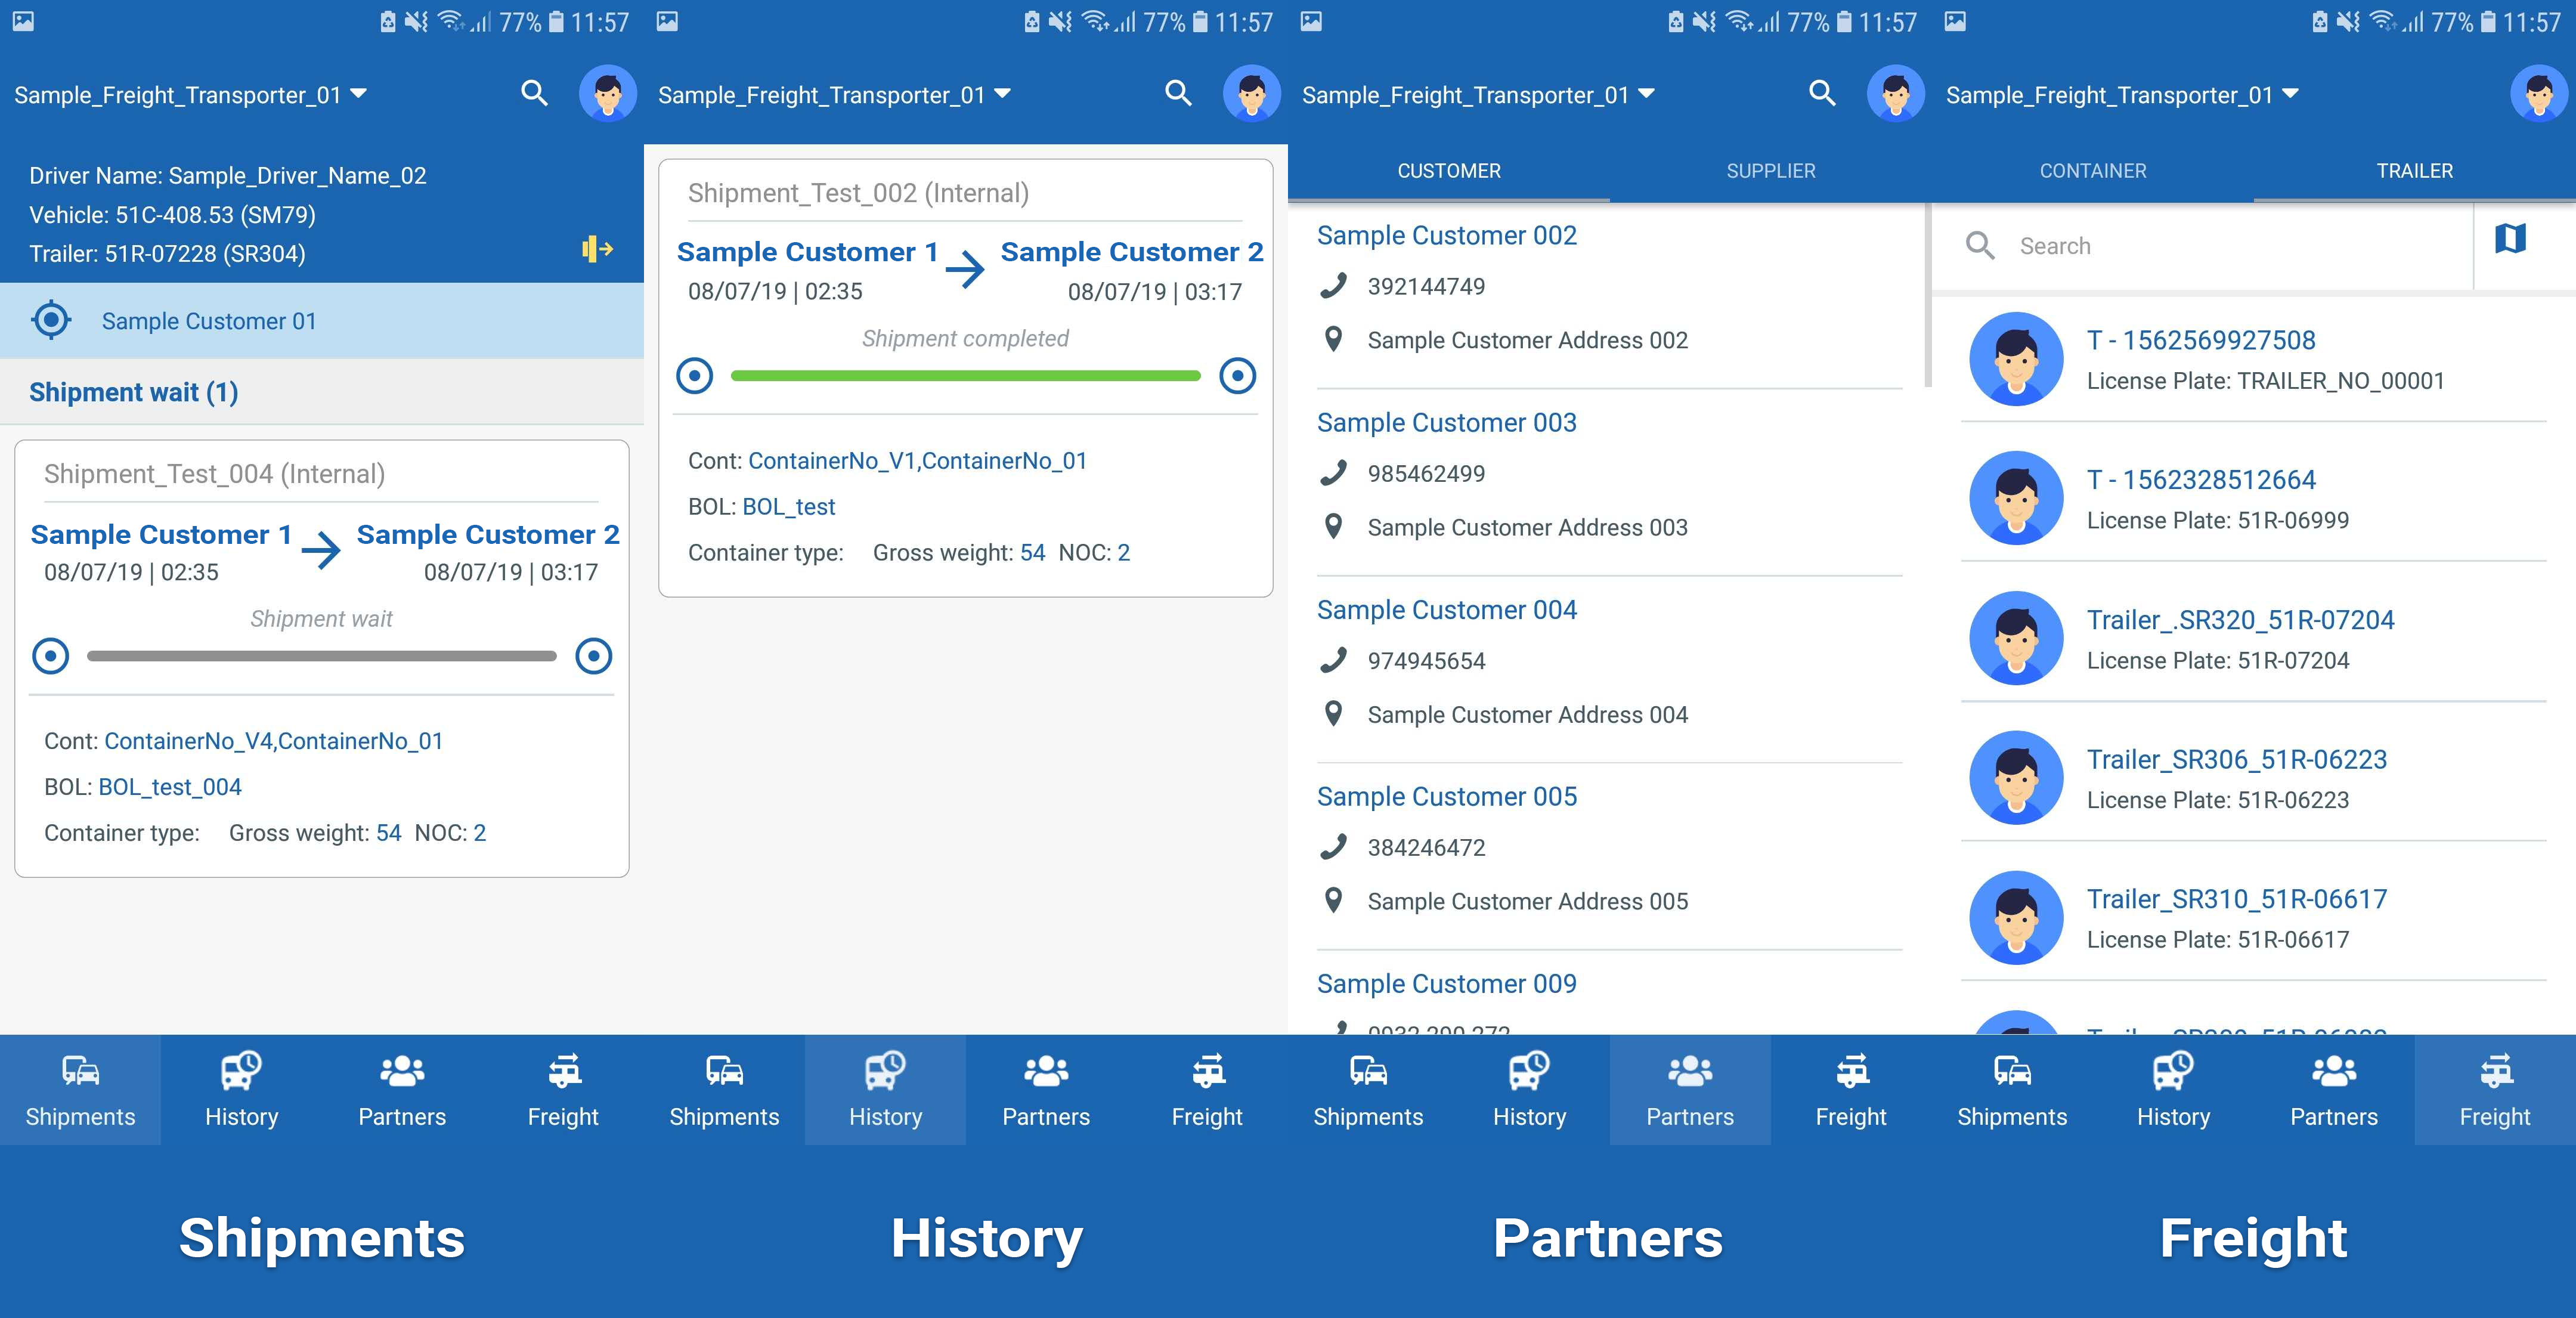 77% 11:57
Sample_Freight_Transporter_01
Driver Name: Sample_Driver_Name_02
Vehicle: 51C-408.53 (SM79)
Trailer: 51R-07228 (SR304)
Sample Customer 01
Shipment wait (1)
Shipment_Test_004 (Internal)
Sample Customer 1 Sample Customer 2
08/07/19 | 02:35 08/07/19 | 03:17
Shipment wait
Cont: ContainerNo_V4,ContainerNo_01
BOL: BOL_test_004
Container type: Gross weight: 54 NOC: 2
Shipments History Partners Freight
Shipments
77% 11:57
Sample_Freight_Transporter_01
Shipment_Test_002 (Internal)
Sample Customer 1 Sample Customer 2
08/07/19 | 02:35 08/07/19 | 03:17
Shipment completed
Cont: ContainerNo_V1,ContainerNo_01
BOL: BOL_test
Container type: Gross weight: 54 NOC: 2
Shipments History Partners Freight
History
77% 11:57
Sample_Freight_Transporter_01
CUSTOMER SUPPLIER
Sample Customer 002
392144749
Sample Customer Address 002
Sample Customer 003
985462499
Sample Customer Address 003
Sample Customer 004
974945654
Sample Customer Address 004
Sample Customer 005
384246472
Sample Customer Address 005
Sample Customer 009
Shipments History Partners Freight
Partners
77% 11:57
Sample_Freight_Transporter_01
CONTAINER TRAILER
Search
T - 1562569927508
License Plate: TRAILER_NO_00001
T - 1562328512664
License Plate: 51R-06999
Trailer_.SR320_51R-07204
License Plate: 51R-07204
Trailer_SR306_51R-06223
License Plate: 51R-06223
Trailer_SR310_51R-06617
License Plate: 51R-06617
Shipments History Partners Freight
Freight